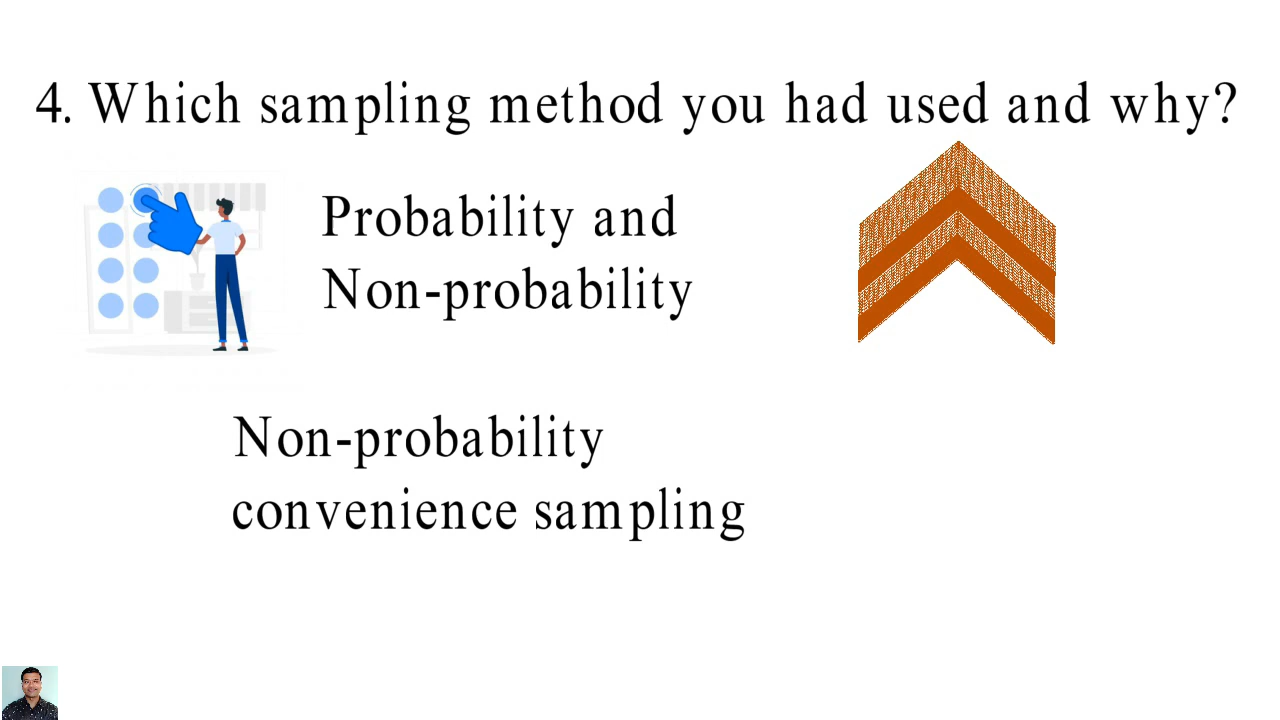 4. Which sampling method you had used and why?
Probability and
Non-probability
Non-probability
convenience sampling